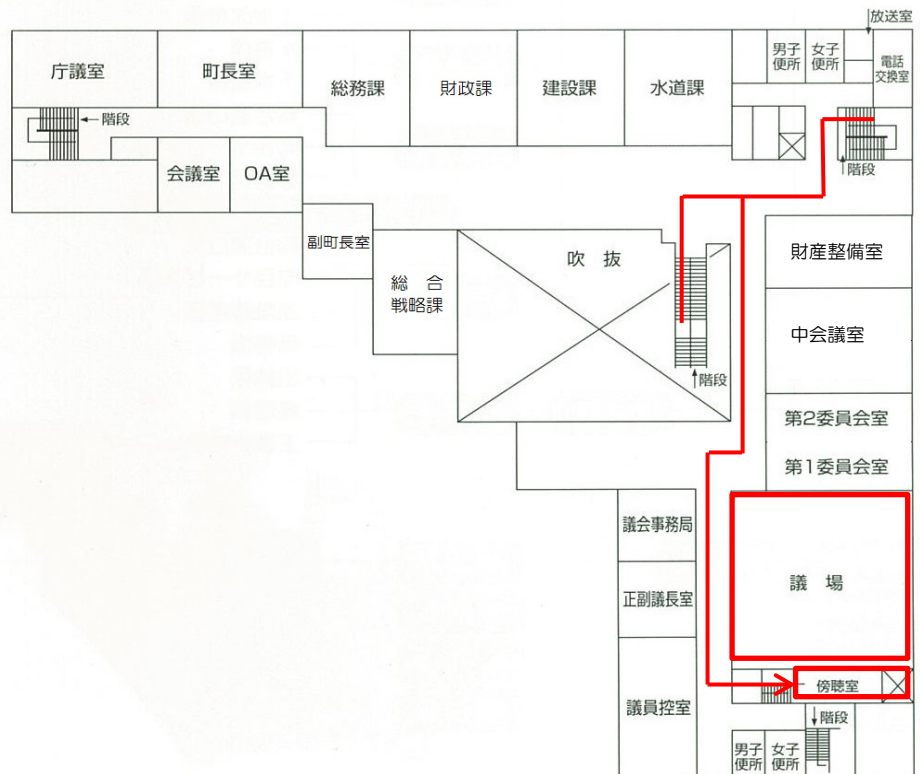 放送室
庁議室
町長室
総務課
財政課
建設課
水道課
男子
便所
女子
便所
電話
交換室
←階段
↑階段
会議室
OA室
副町長室
総 合
戦略課
吹 抜
↑階段
財産整備室
中会議室
第2委員会室
第1委員会室
議会事務局
正副議長室
議員控室
議 場
傍聴室
↓階段
男子
便所
女子
便所